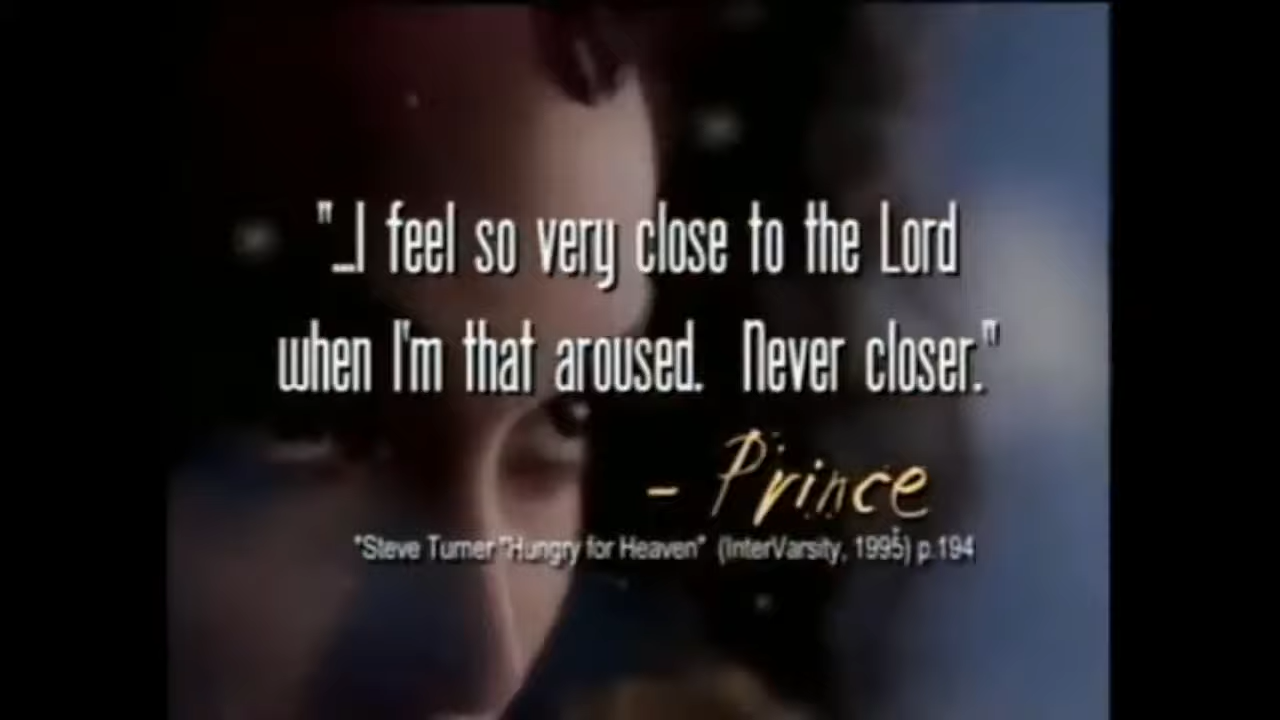 "...I feel so very close to the Lord
when I'm that aroused. Never closer."
- Prince
"Steve Turner "Hungry for Heaven" (InterVarsity, 1995) p.194